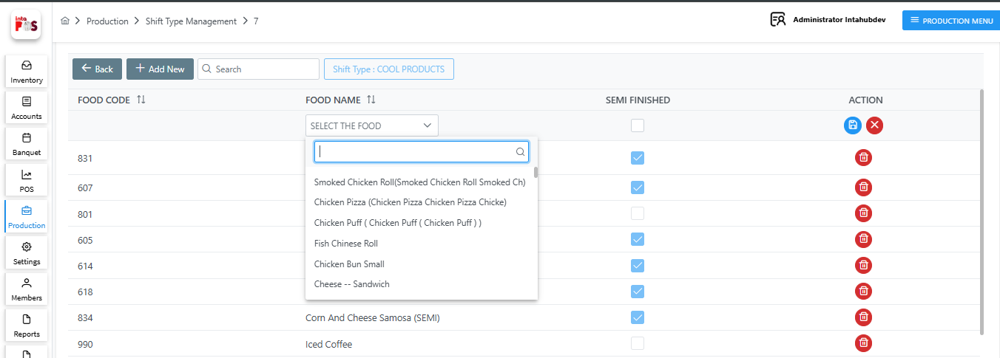 inta
POS
Production
Shift Type Management
7
Administrator Intahubdev
PRODUCTION MENU
Inventory
Accounts
Banquet
POS
Production
Settings
Members
Reports
Back
Add New
Search
Shift Type : COOL PRODUCTS
FOOD CODE FOOD NAME SEMI FINISHED ACTION
SELECT THE FOOD
Smoked Chicken Roll(Smoked Chicken Roll Smoked Ch)
Chicken Pizza (Chicken Pizza Chicken Pizza Chicke)
Chicken Puff ( Chicken Puff ( Chicken Puff ) )
Fish Chinese Roll
Chicken Bun Small
Cheese -- Sandwich
831
607
801
605
614
618
834 Corn And Cheese Samosa (SEMI)
990 Iced Coffee